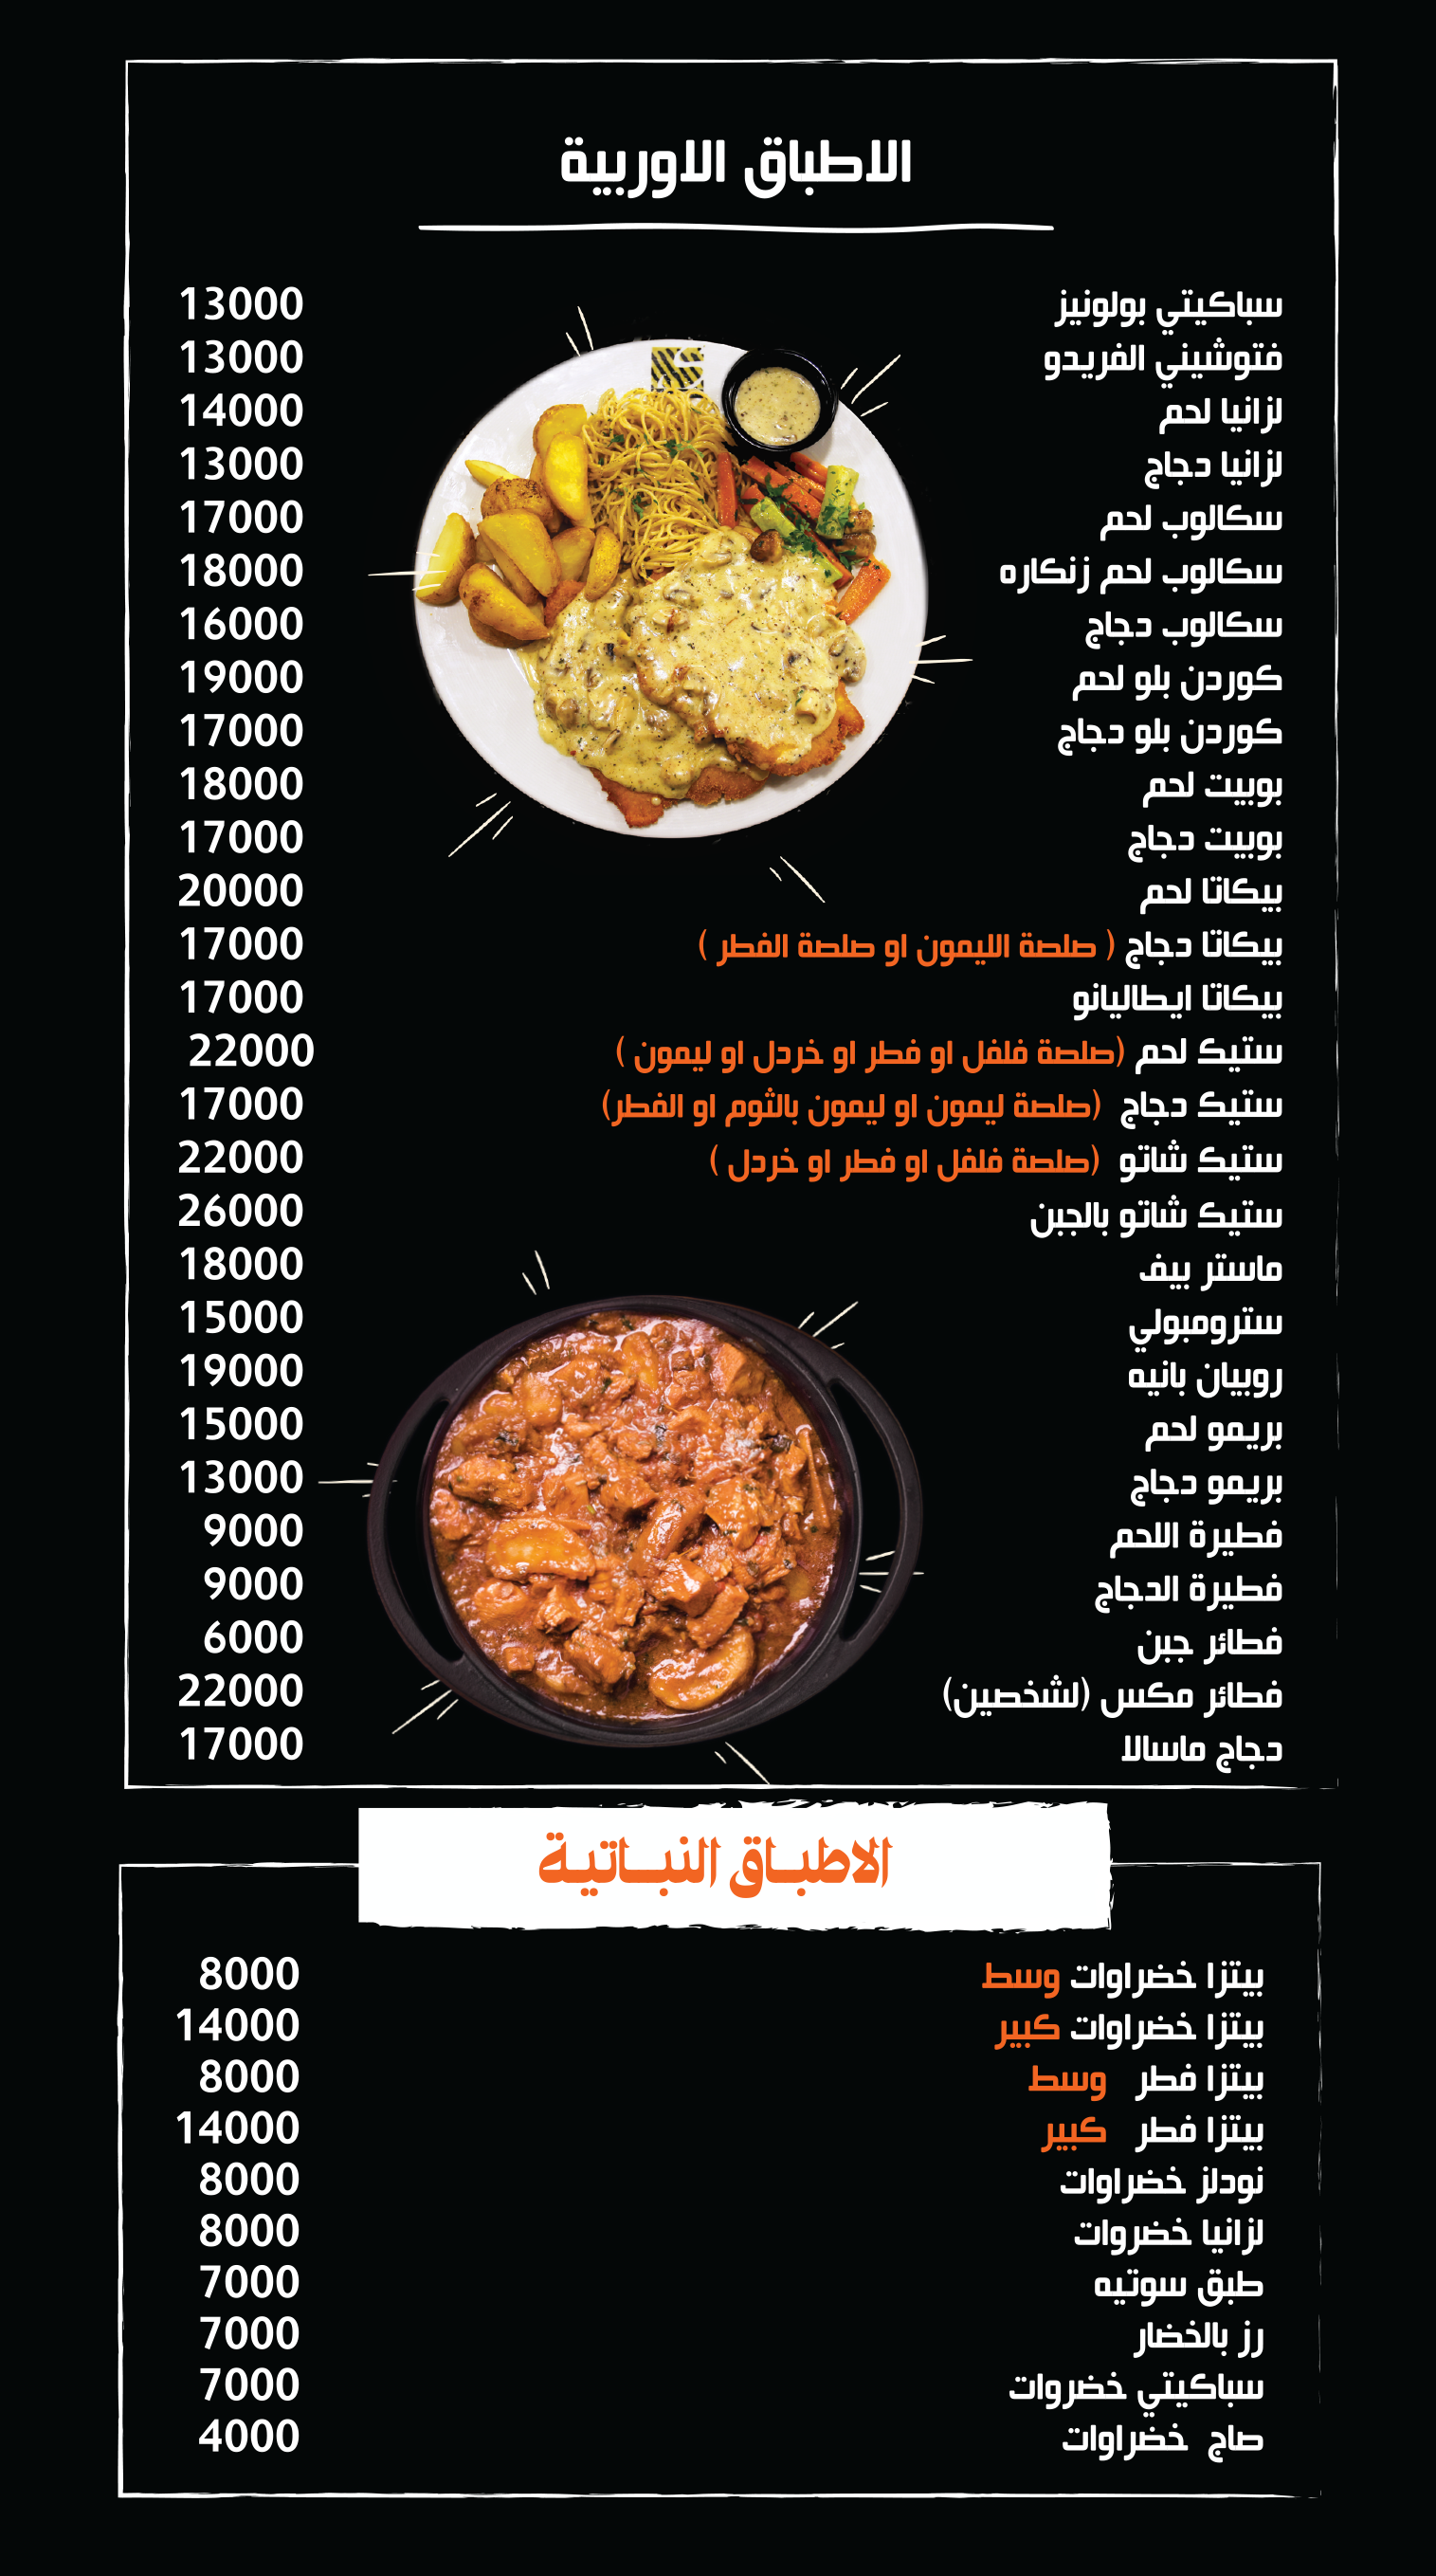 الاطباق الاوربية
سباكيتي بولونيز 13000
فتوشيني الفريدو 13000
لزانيا لحم 14000
لزانيا دجاج 13000
سكالوب لحم 17000
سكالوب لحم زنكاره 18000
سكالوب دجاج 16000
كوردن بلو لحم 19000
كوردن بلو دجاج 17000
بوبيت لحم 18000
بوبيت دجاج 17000
بيكاتا لحم 20000
بيكاتا دجاج ( صلصة الليمون او صلصة الفطر ) 17000
بيكاتا ايطاليانو 17000
ستيك لحم (صلصة فلفل او فطر او خردل او ليمون ) 22000
ستيك دجاج (صلصة ليمون او ليمون بالثوم او الفطر) 17000
ستيك شاتو (صلصة فلفل او فطر او خردل ) 22000
ستيك شاتو بالجبن 26000
ماستر بيف 18000
سترومبولي 15000
روبيان بانيه 19000
بريمو لحم 15000
بريمو دجاج 13000
فطيرة اللحم 9000
فطيرة الدجاج 9000
فطائر جبن 6000
فطائر مكس (لشخصين) 22000
دجاج ماسالا 17000
الاطبـاق النبـاتيـة
بيتزا خضراوات وسط 8000
بيتزا خضراوات كبير 14000
بيتزا فطر وسط 8000
بيتزا فطر كبير 14000
نودلز خضراوات 8000
لزانيا خضروات 8000
طبق سوتيه 7000
رز بالخضار 7000
سباكيتي خضروات 7000
صاج خضراوات 4000